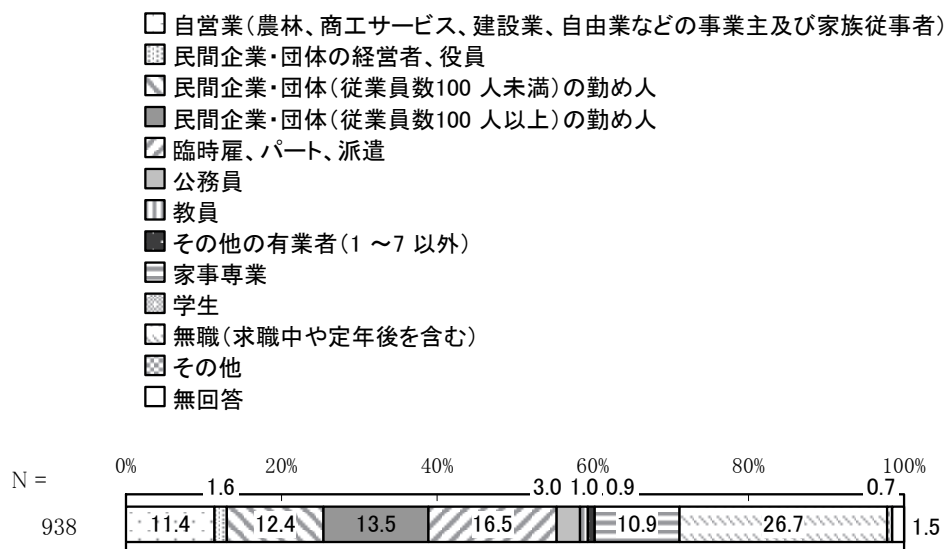 自営業(農林、商工サービス、建設業、自由業などの事業主及び家族従事者)
民間企業・団体の経営者、役員
民間企業・団体(従業員数100 人未満)の勤め人
民間企業・団体(従業員数100 人以上)の勤め人
臨時雇、パート、派遣
公務員
教員
その他の有業者(1 ～7 以外)
家事専業
学生
無職(求職中や定年後を含む)
その他
無回答
N = 0% 20% 40% 60% 80% 100%
1.6 3.0 1.0 0.9 0.7
938 11.4 12.4 13.5 16.5 10.9 26.7 1.5